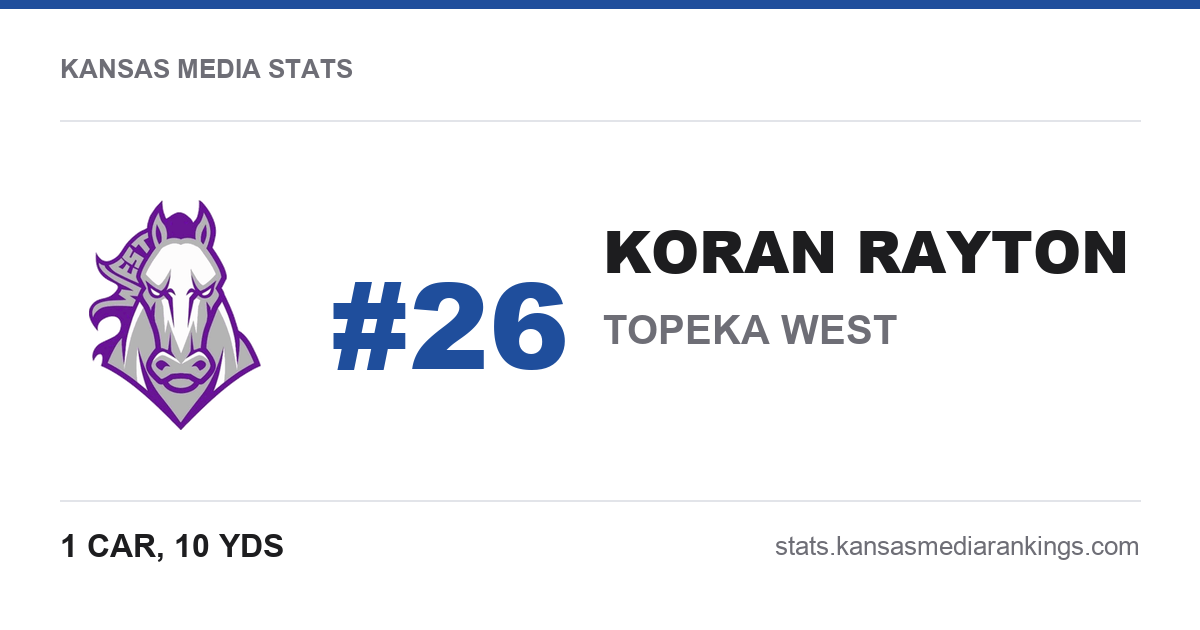 KANSAS MEDIA STATS
WEST
#26
KORAN RAYTON
TOPEKA WEST
1 CAR, 10 YDS
stats.kansasmediarankings.com